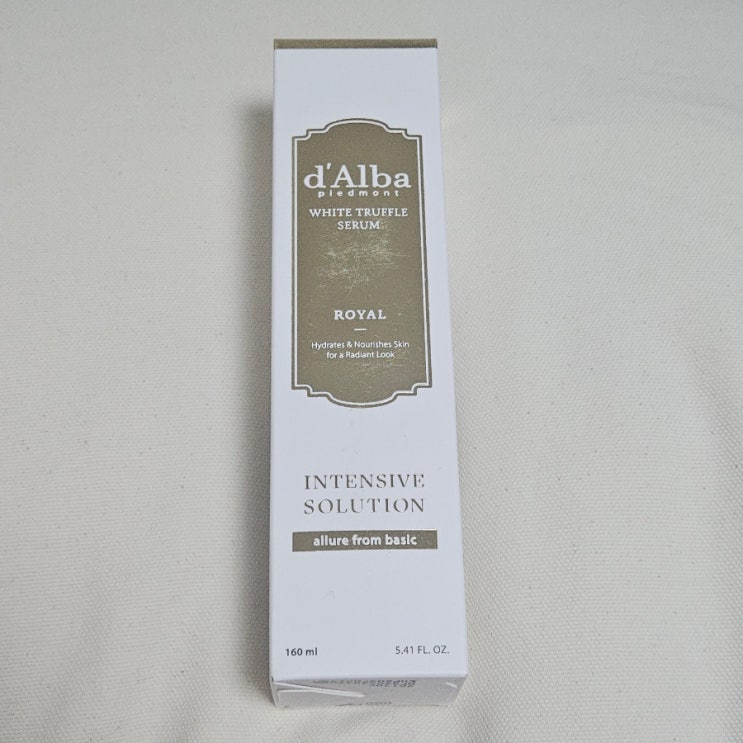 d'Alba
piedmont
WHITE TRUFFLE
SERUM
ROYAL
Hydrates & Nourishes Skin
for a Radiant Look
INTENSIVE
SOLUTION
allure from basic
160 ml
5.41 FL. OZ.